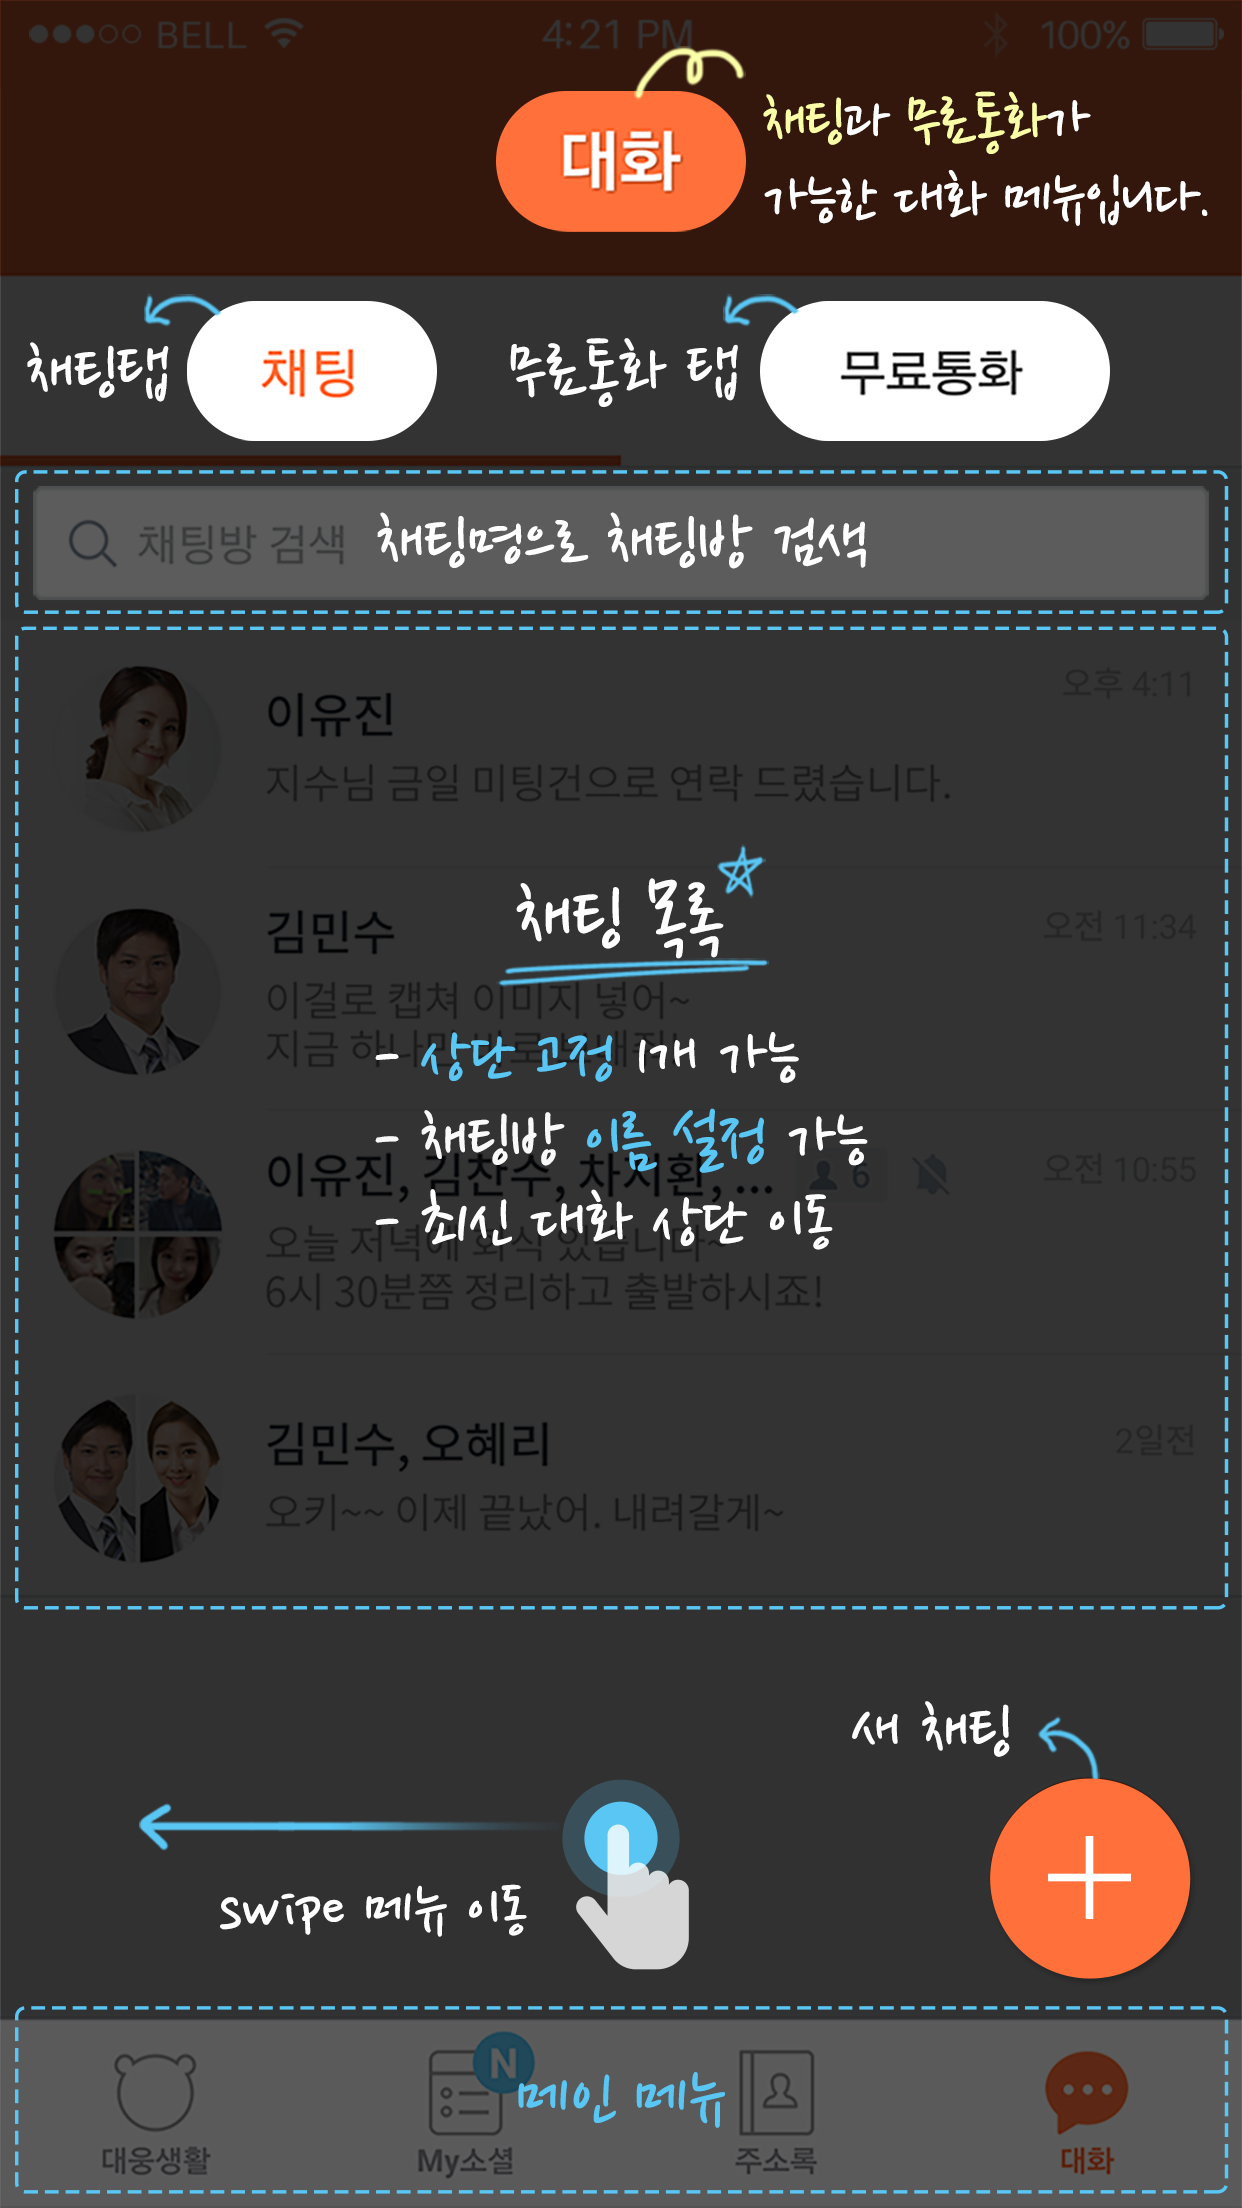 BELL
4:21 PM
100%
대화
채팅과 무료통화가
가능한 대화 메뉴입니다.
채팅탭
채팅
무료통화 탭
무료통화
채팅방 검색
채팅명으로 채팅방 검색
이유진
오후 4:11
지수님 금일 미팅건으로 연락 드렸습니다.
채팅 목록
김민수
오전 11:34
이걸로 캡쳐 이미지 넣어~
지금 하나만
- 상단 고정 1개 가능
- 채팅방 이름 설정 가능
이유진, 김찬수, 차지환, ...
6
오전 10:55
- 최신 대화 상단 이동
오늘 저녁에 회식 있습니다~
6시 30분쯤 정리하고 출발하시죠!
김민수, 오혜리
2일전
오키~~ 이제 끝났어. 내려갈게~
새 채팅
swipe 메뉴 이동
N
메인 메뉴
대웅생활
My소셜
주소록
대화